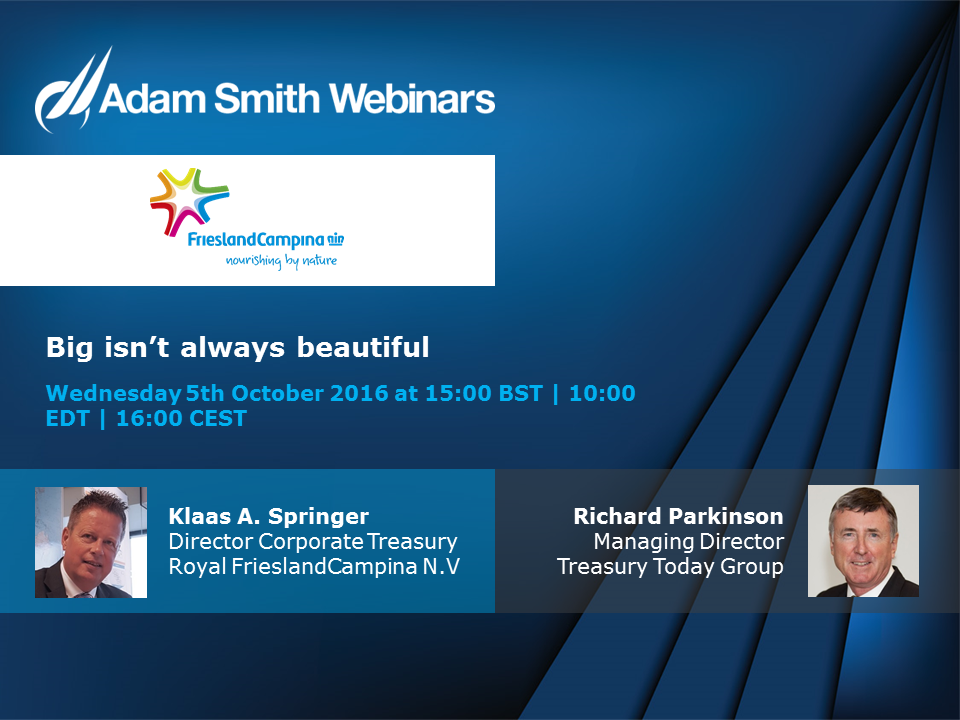 Adam Smith Webinars
FrieslandCampina
nourishing by nature
Big isn’t always beautiful
Wednesday 5th October 2016 at 15:00 BST | 10:00
EDT | 16:00 CEST
Klaas A. Springer
Director Corporate Treasury
Royal FrieslandCampina N.V
Richard Parkinson
Managing Director
Treasury Today Group